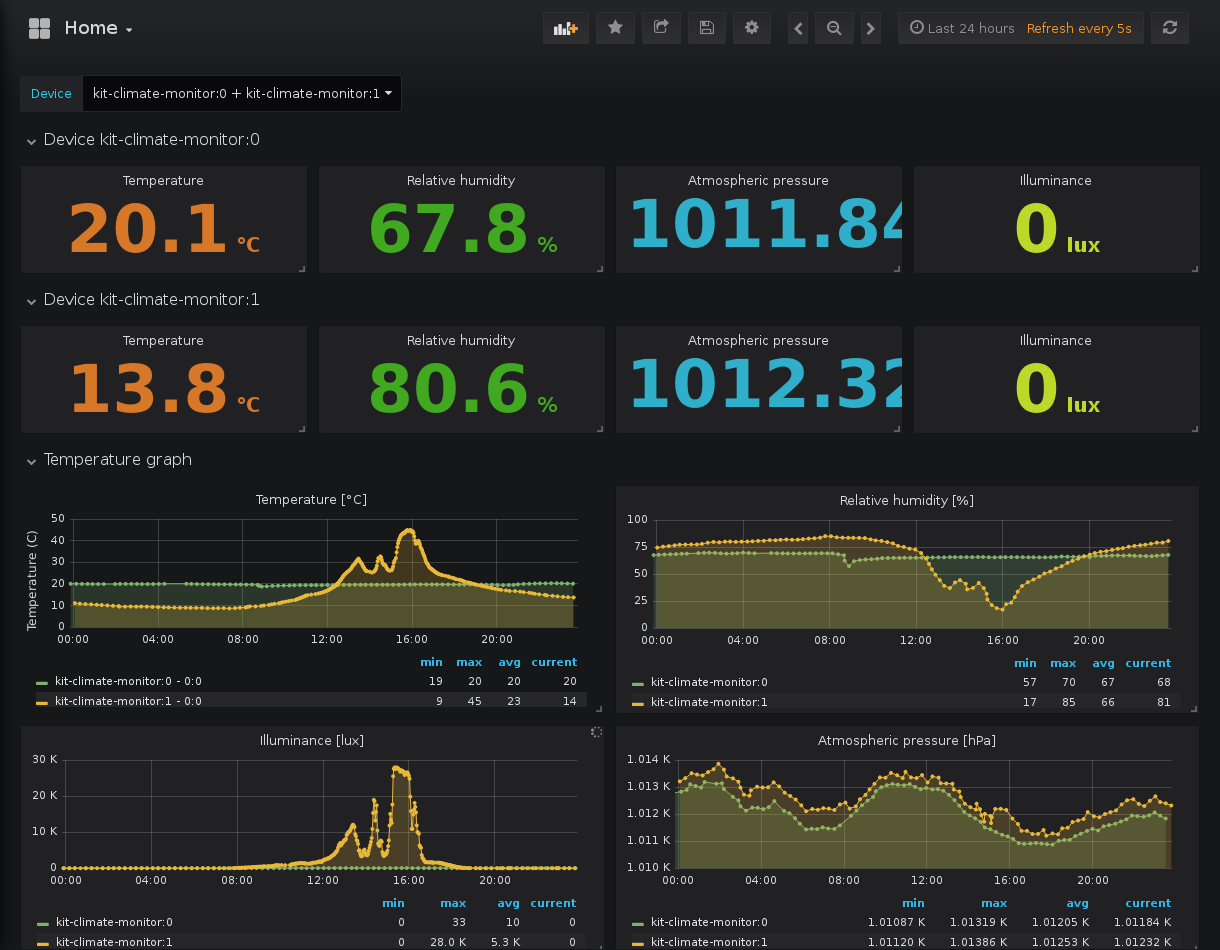 Home
Last 24 hours Refresh every 5s
Device kit-climate-monitor:0 + kit-climate-monitor:1
Device kit-climate-monitor:0
Temperature Relative humidity Atmospheric pressure Illuminance
20.1 °C 67.8 % 1011.84 0 lux
Device kit-climate-monitor:1
Temperature Relative humidity Atmospheric pressure Illuminance
13.8 °C 80.6 % 1012.32 0 lux
Temperature graph
Temperature [°C]
Temperature (C)
50
40
30
20
10
0
00:00 04:00 08:00 12:00 16:00 20:00
min max avg current
kit-climate-monitor:0 - 0:0 19 20 20 20
kit-climate-monitor:1 - 0:0 9 45 23 14
Relative humidity [%]
100
75
50
25
0
00:00 04:00 08:00 12:00 16:00 20:00
min max avg current
kit-climate-monitor:0 57 70 67 68
kit-climate-monitor:1 17 85 66 81
Illuminance [lux]
30 K
20 K
10 K
0
00:00 04:00 08:00 12:00 16:00 20:00
min max avg current
kit-climate-monitor:0 0 33 10 0
kit-climate-monitor:1 0 28.0 K 5.3 K 0
Atmospheric pressure [hPa]
1.014 K
1.013 K
1.012 K
1.011 K
1.010 K
00:00 04:00 08:00 12:00 16:00 20:00
min max avg current
kit-climate-monitor:0 1.01087 K 1.01319 K 1.01205 K 1.01184 K
kit-climate-monitor:1 1.01120 K 1.01386 K 1.01253 K 1.01232 K